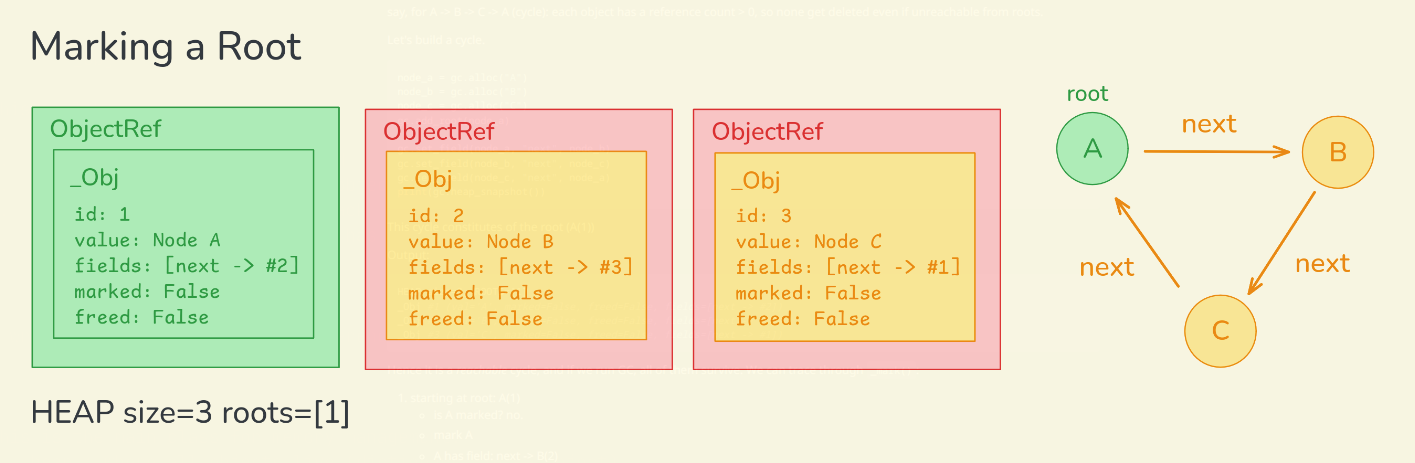 Marking a Root
ObjectRef
_Obj
id: 1
value: Node A
fields: [next -> #2]
marked: False
freed: False
ObjectRef
_Obj
id: 2
value: Node B
fields: [next -> #3]
marked: False
freed: False
ObjectRef
_Obj
id: 3
value: Node C
fields: [next -> #1]
marked: False
freed: False
root
A
next
B
next
next
C
HEAP size=3 roots=[1]